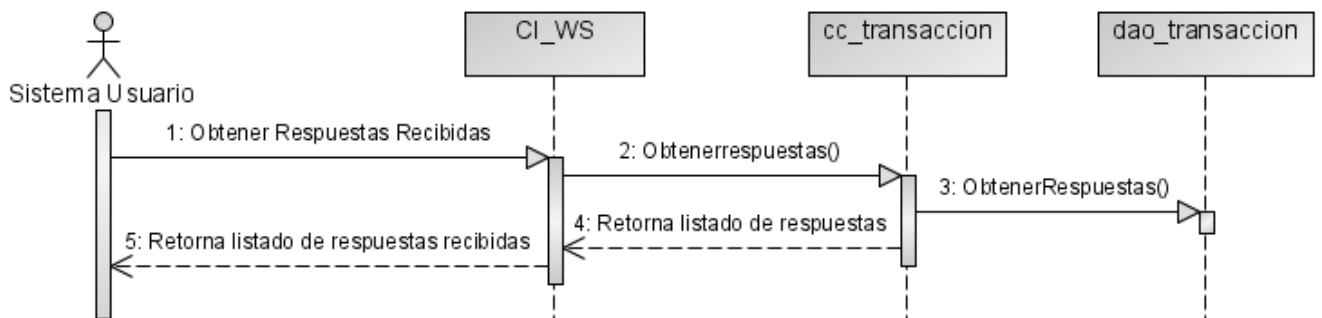 CI_WS
cc_transaccion
dao_transaccion
Sistema Usuario
1: Obtener Respuestas Recibidas
2: Obtenerrespuestas()
3: ObtenerRespuestas()
4: Retorna listado de respuestas
5: Retorna listado de respuestas recibidas